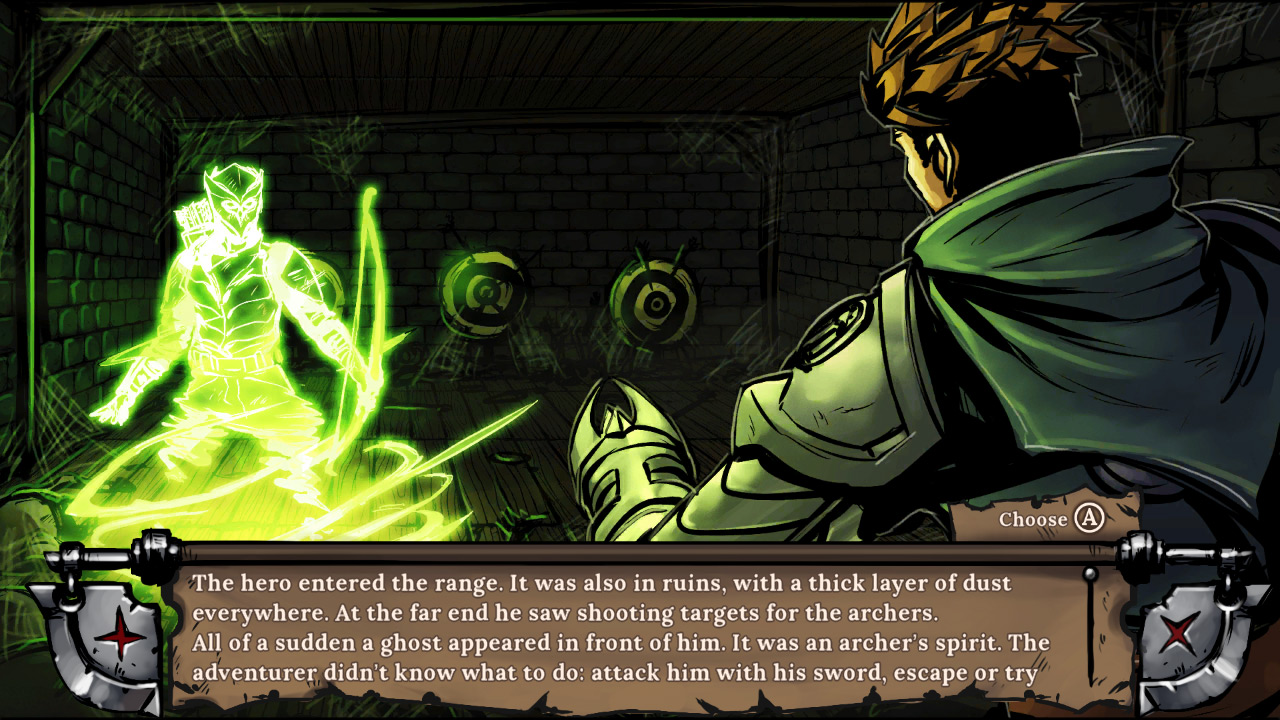 Choose A
The hero entered the range. It was also in ruins, with a thick layer of dust
everywhere. At the far end he saw shooting targets for the archers.
All of a sudden a ghost appeared in front of him. It was an archer's spirit. The
adventurer didn't know what to do: attack him with his sword, escape or try